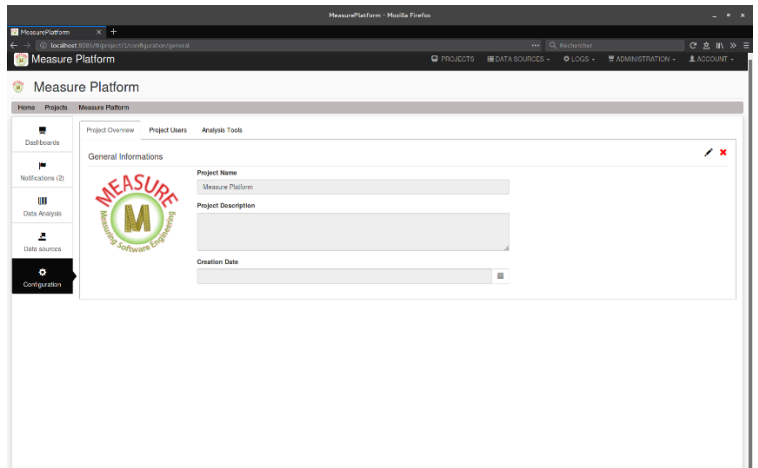 MeasurePlatform - Mozilla Firefox
MeasurePlatform
localhost:8085/#/project/1/configuration/general
Rechercher
Measure Platform
PROJECTS
DATA SOURCES
LOGS
ADMINISTRATION
ACCOUNT
Measure Platform
Home Projects Measure Platform
Dashboards
Notifications (2)
Data Analysis
Data sources
Configuration
Project Overview
Project Users
Analysis Tools
General Informations
MEASURE
M
Measuring Software Engineering
Project Name
Measure Platform
Project Description
Creation Date